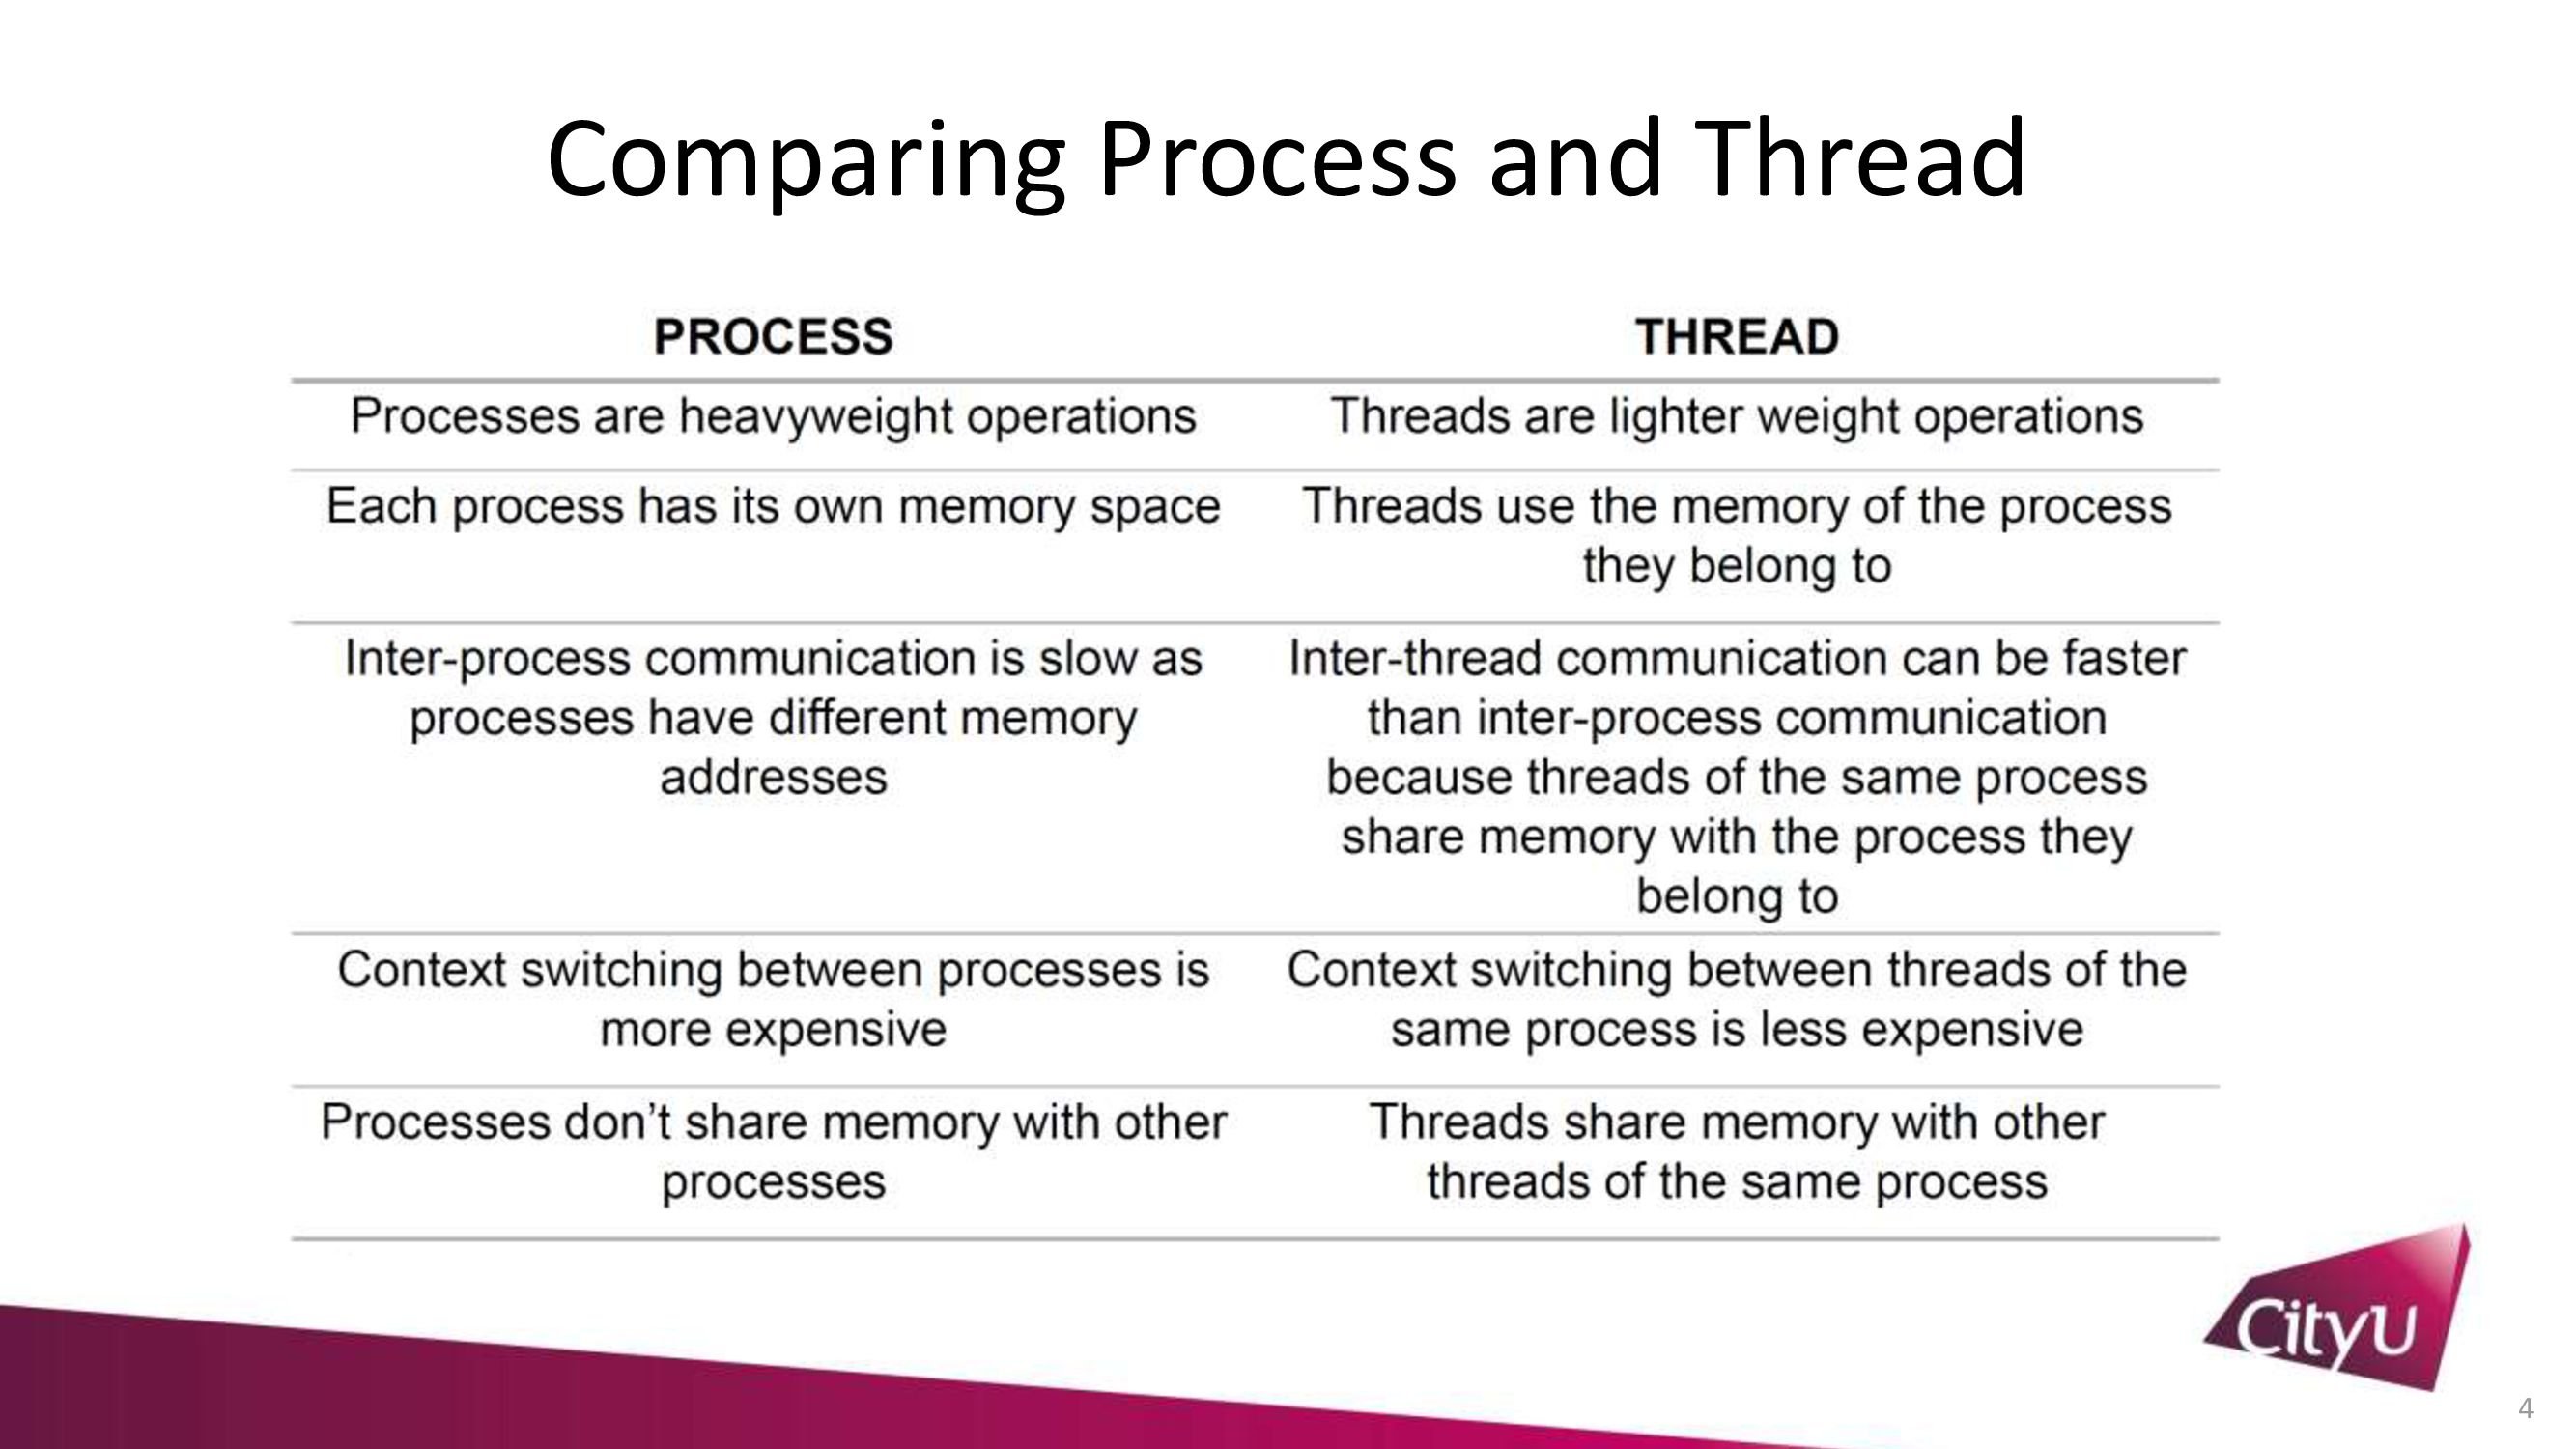 Comparing Process and Thread
PROCESS
THREAD
Processes are heavyweight operations
Threads are lighter weight operations
Each process has its own memory space
Threads use the memory of the process
they belong to
Inter-process communication is slow as
processes have different memory
addresses
Inter-thread communication can be faster
than inter-process communication
because threads of the same process
share memory with the process they
belong to
Context switching between processes is
more expensive
Context switching between threads of the
same process is less expensive
Processes don’t share memory with other
processes
Threads share memory with other
threads of the same process
CityU
4